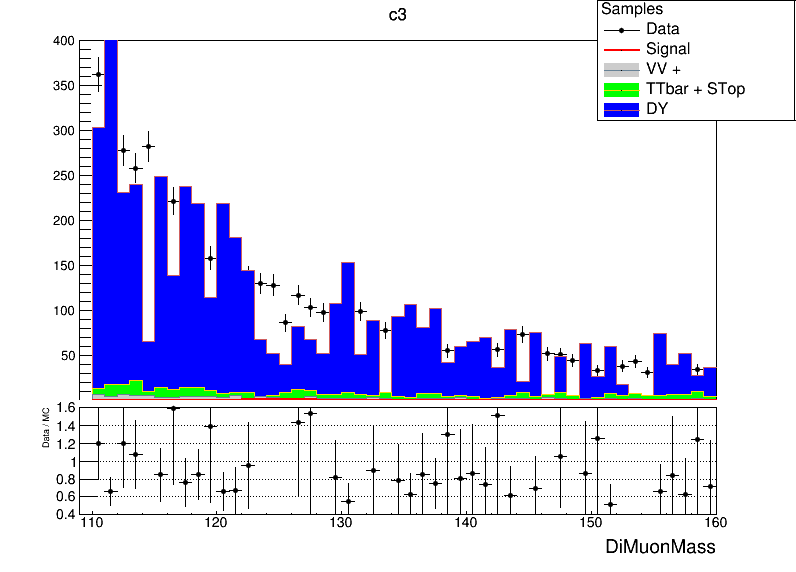 c3
Samples
Data
Signal
VV +
TTbar + STop
DY
400
350
300
250
200
150
100
50
Data / MC
1.6
1.4
1.2
1
0.8
0.6
0.4
110 120 130 140 150 160
DiMuonMass